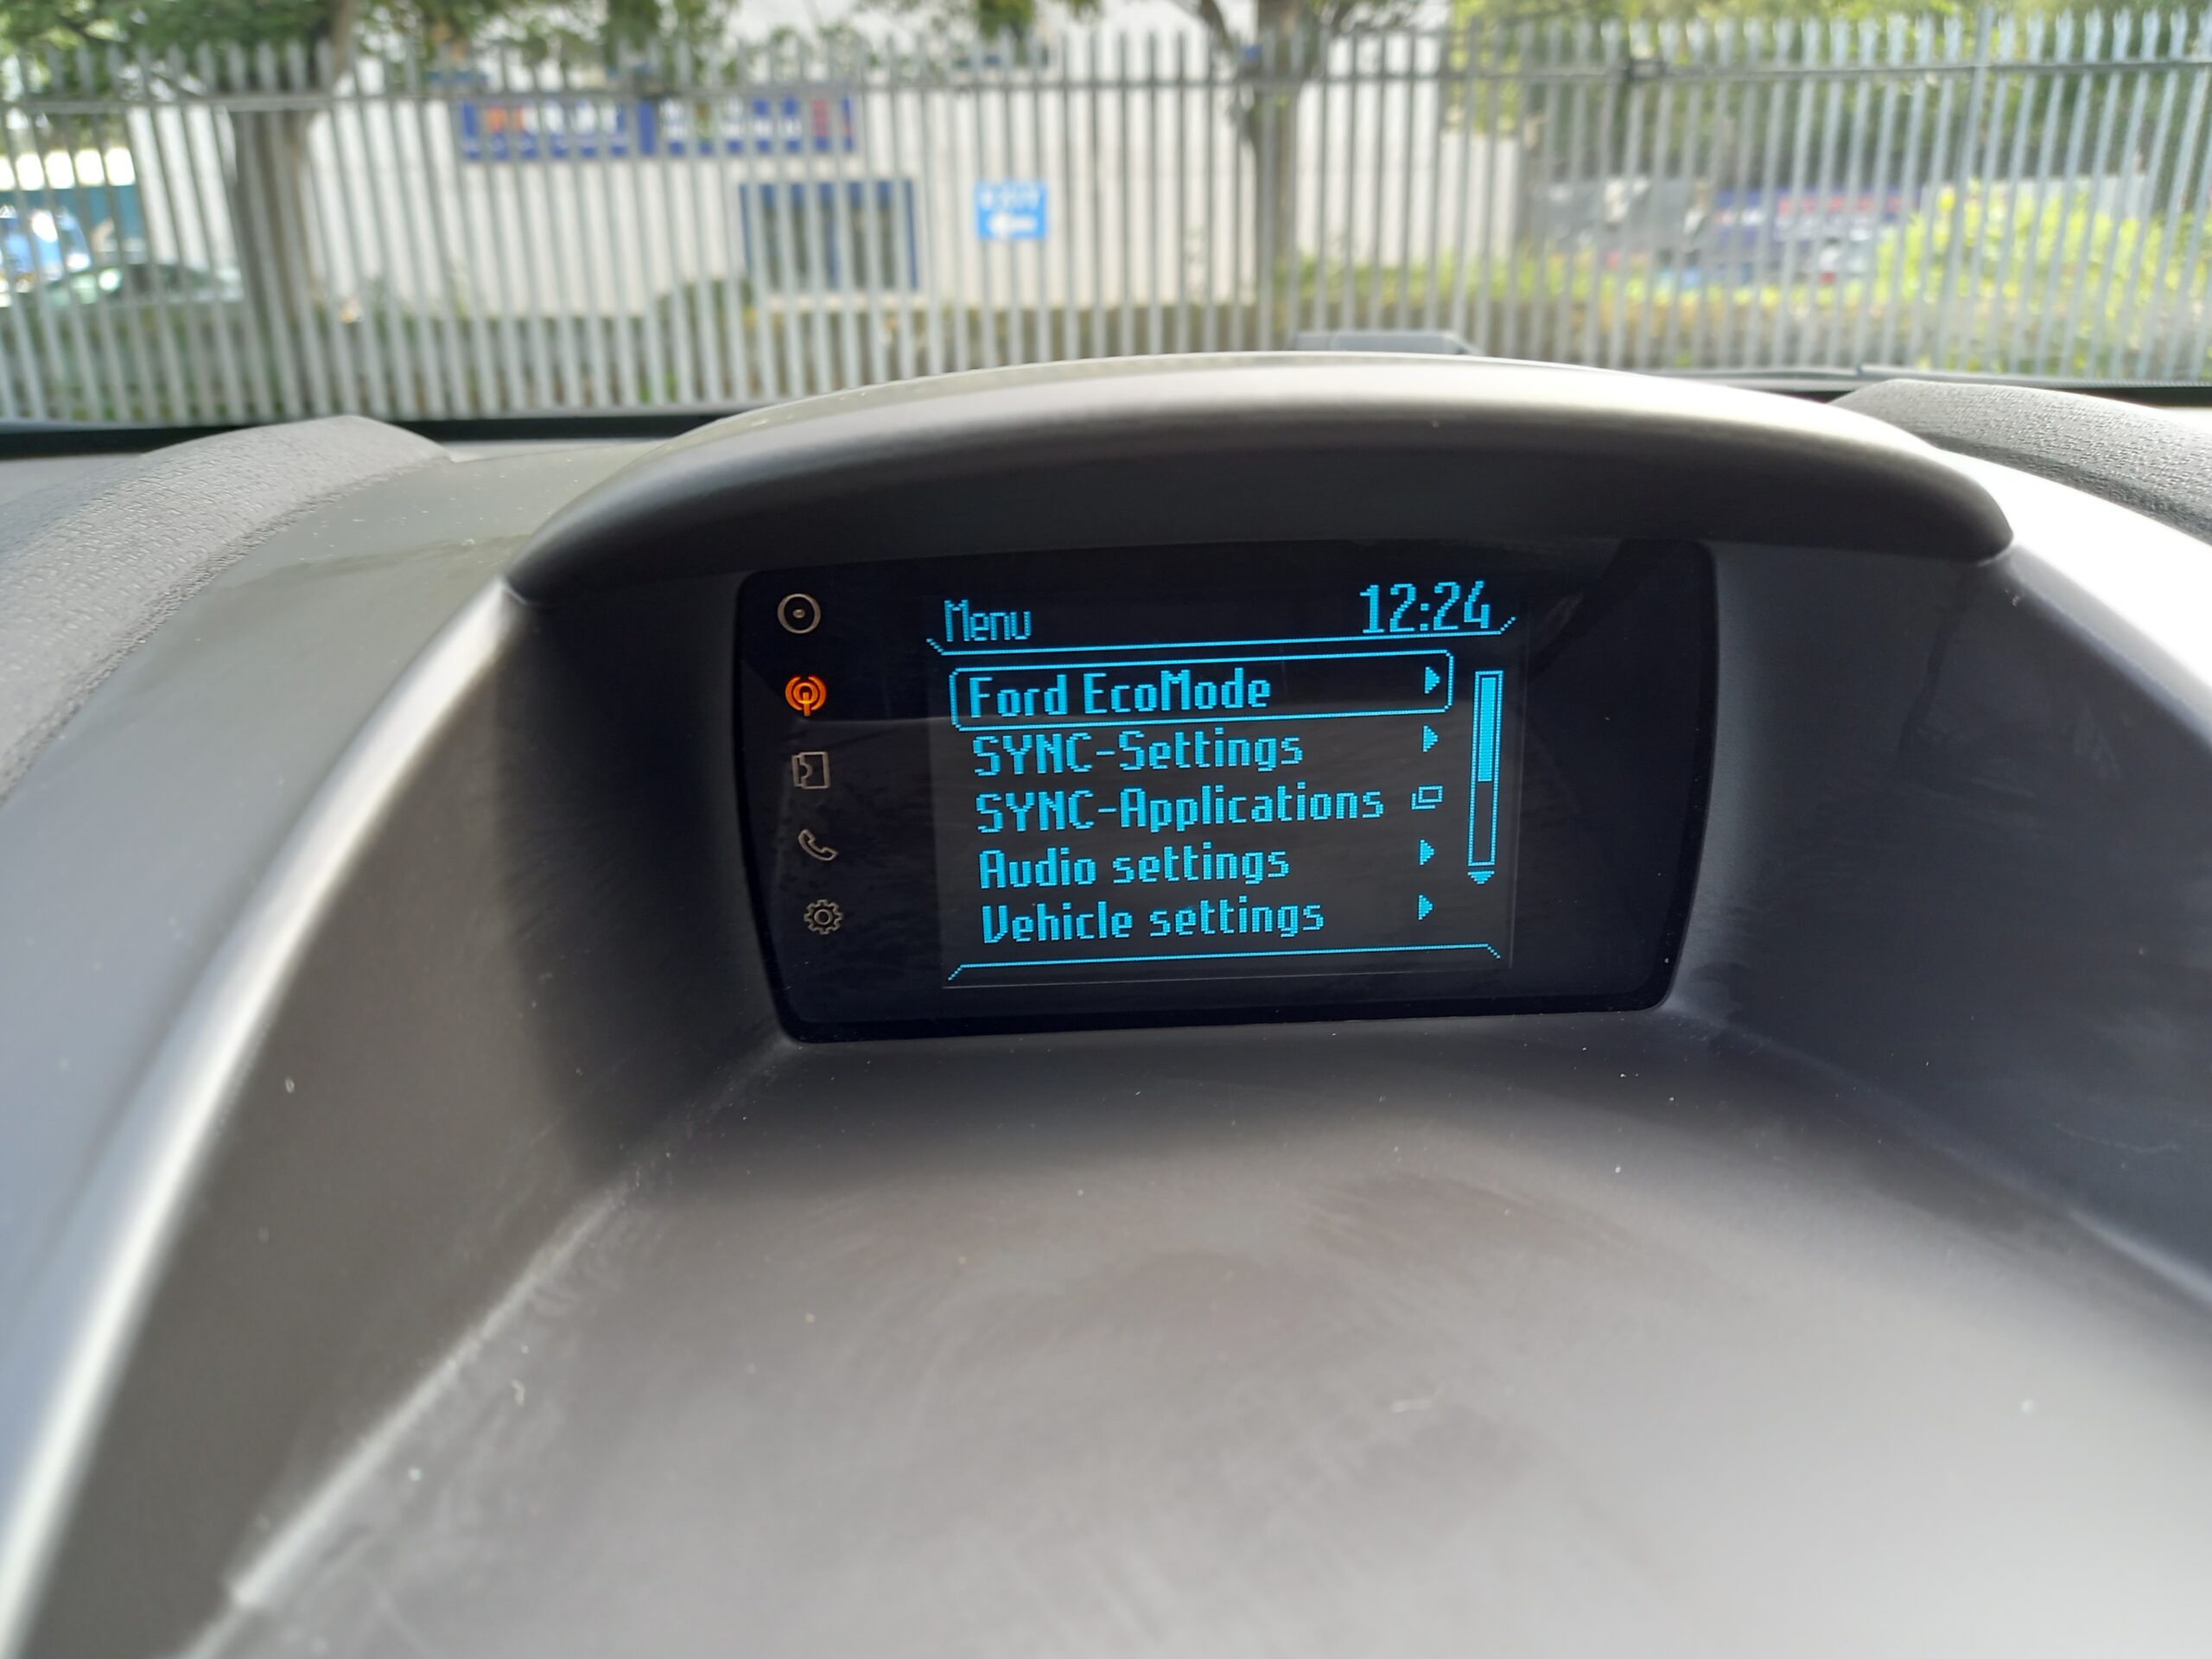 Menu 12:24
Ford EcoMode
SYNC-Settings
SYNC-Applications
Audio settings
Vehicle settings